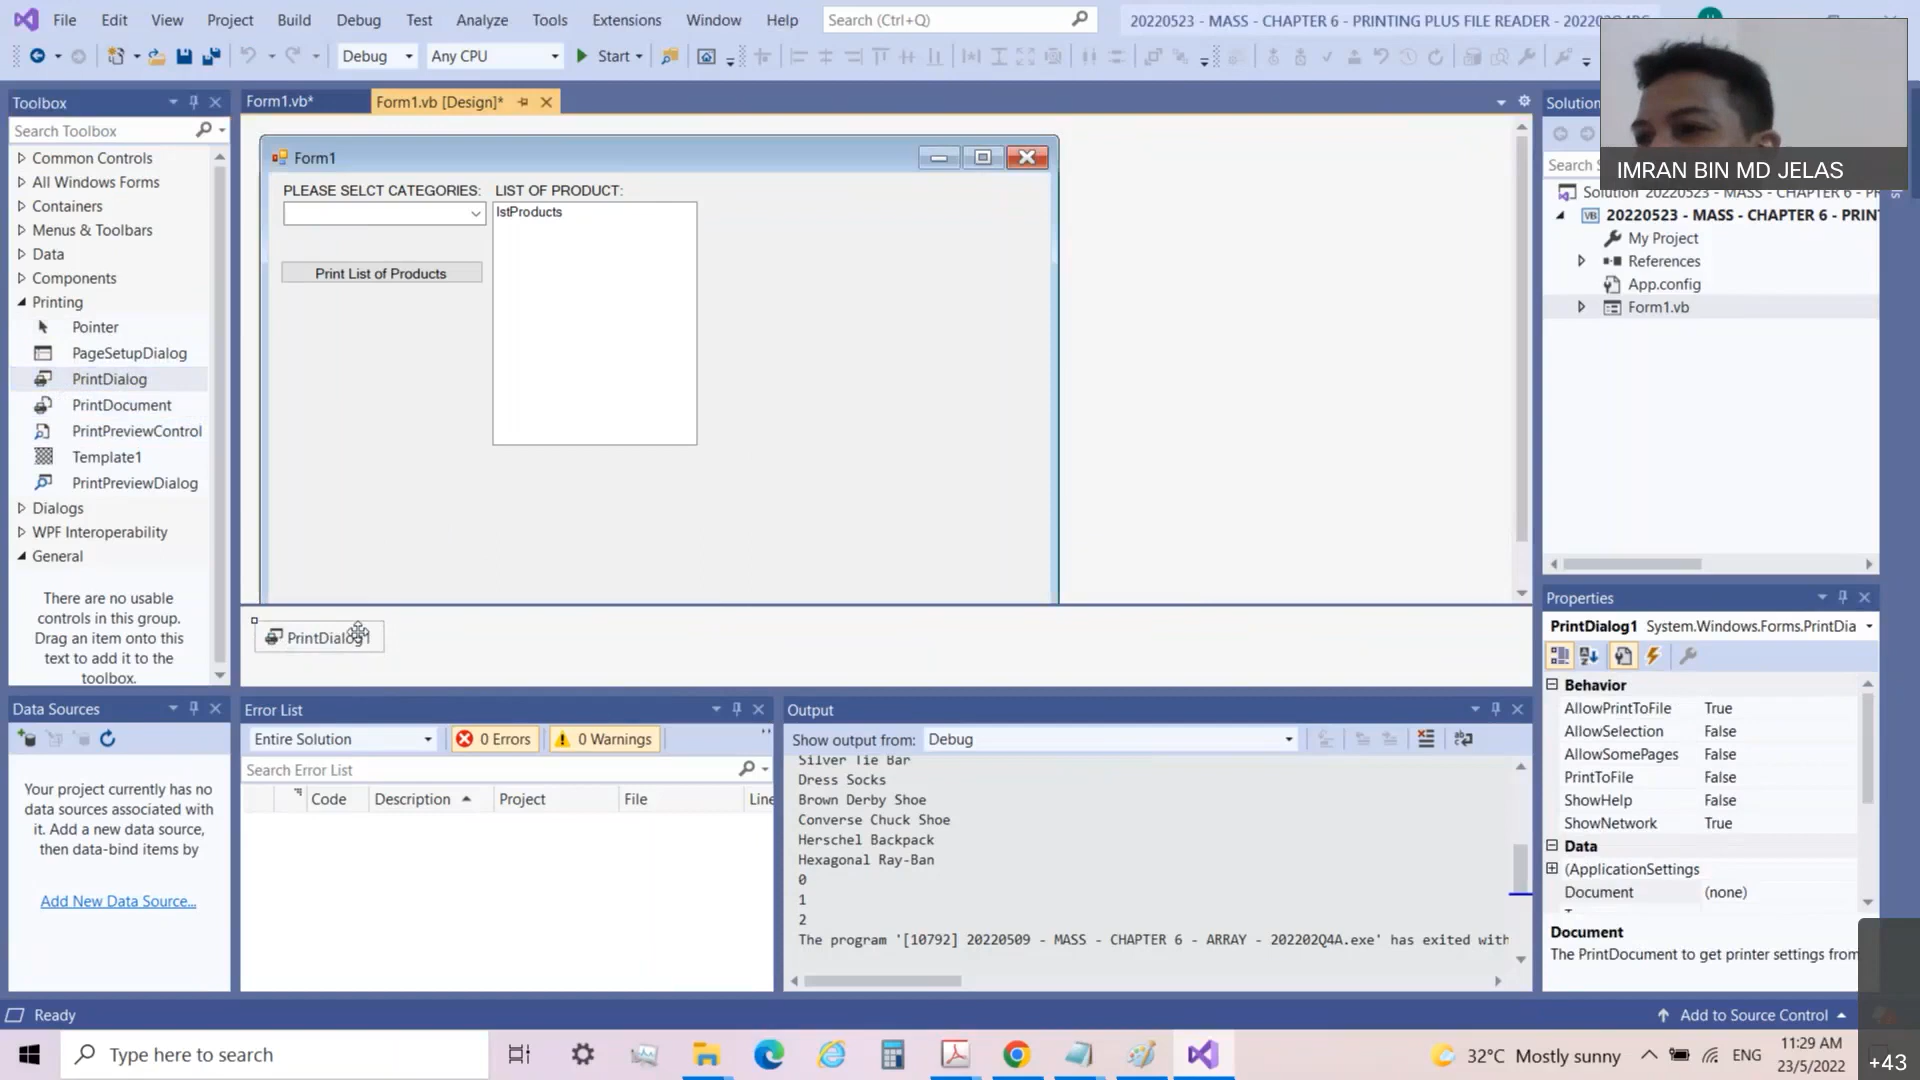 File Edit View Project Build Debug Test Analyze Tools Extensions Window Help Search (Ctrl+Q) 20220523 - MASS - CHAPTER 6 - PRINTING PLUS FILE READER -
Debug Any CPU Start
Toolbox
Search Toolbox
Common Controls
All Windows Forms
Containers
Menus & Toolbars
Data
Components
Printing
Pointer
PageSetupDialog
PrintDialog
PrintDocument
PrintPreviewControl
Template1
PrintPreviewDialog
Dialogs
WPF Interoperability
General
There are no usable
controls in this group.
Drag an item onto this
text to add it to the
toolbox.
Form1.vb* Form1.vb [Design]*
Form1
PLEASE SELCT CATEGORIES: LIST OF PRODUCT:
lstProducts
Print List of Products
PrintDialog1
IMRAN BIN MD JELAS
Solution
Search S
Solution 20220523 - MASS - CHAPTER 6 - PR
20220523 - MASS - CHAPTER 6 - PRIN
My Project
References
App.config
Form1.vb
Properties
PrintDialog1 System.Windows.Forms.PrintDia
Behavior
AllowPrintToFile True
AllowSelection False
AllowSomePages False
PrintToFile False
ShowHelp False
ShowNetwork True
Data
(ApplicationSettings
Document (none)
Document
The PrintDocument to get printer settings from
Data Sources
Your project currently has no
data sources associated with
it. Add a new data source,
then data-bind items by
Add New Data Source...
Error List
Entire Solution 0 Errors 0 Warnings
Search Error List
Code Description Project File Line
Output
Show output from: Debug
Silver Tie Bar
Dress Socks
Brown Derby Shoe
Converse Chuck Shoe
Herschel Backpack
Hexagonal Ray-Ban
0
1
2
The program '[10792] 20220509 - MASS - CHAPTER 6 - ARRAY - 202202Q4A.exe' has exited with
Ready Add to Source Control
Type here to search 32°C Mostly sunny ENG 11:29 AM
23/5/2022
+43